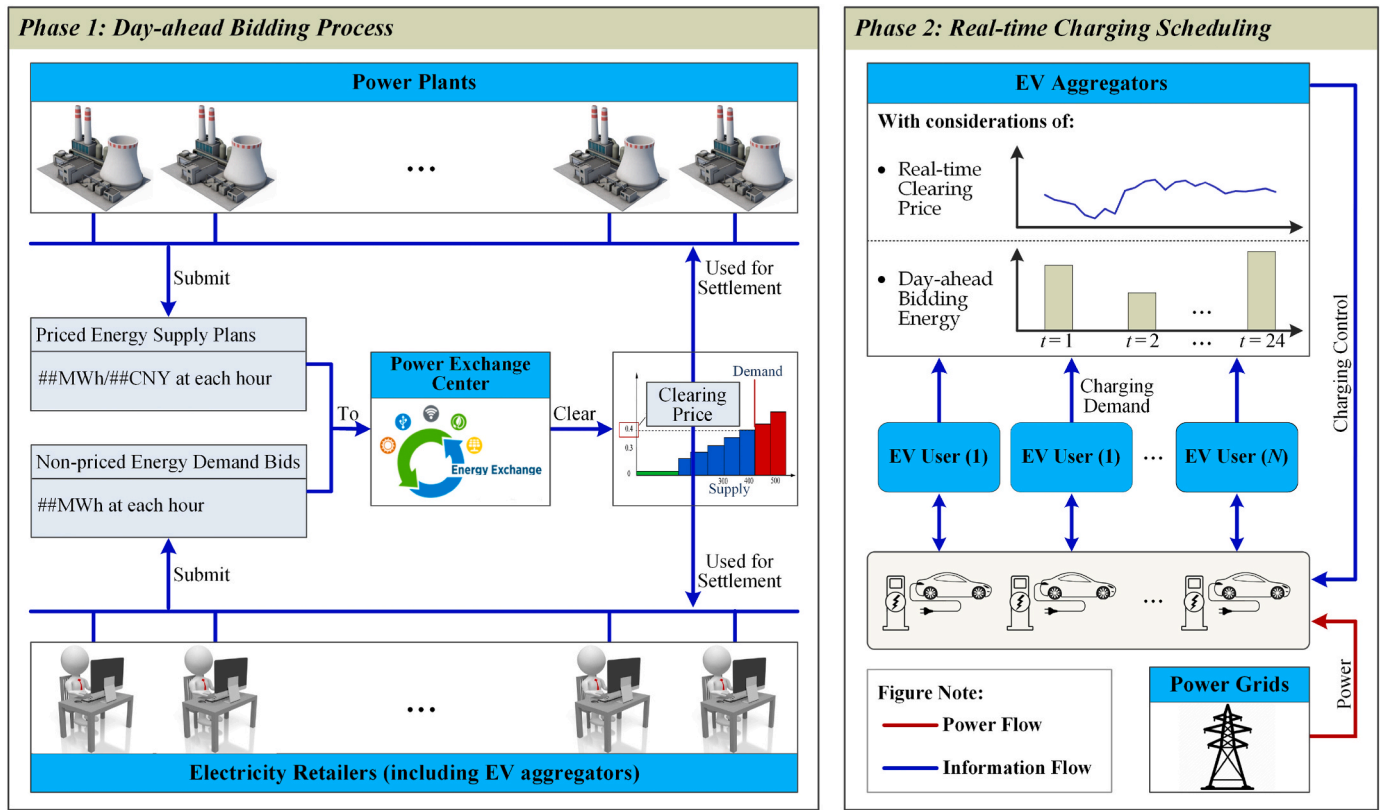 Phase 1: Day-ahead Bidding Process
Power Plants
...
Submit
Used for
Settlement
Priced Energy Supply Plans
##MWh/##CNY at each hour
Non-priced Energy Demand Bids
##MWh at each hour
To
Power Exchange
Center
Energy Exchange
Clear
Demand
Clearing
Price
0.4
0.3
0
300 400 500
Supply
Submit
Used for
Settlement
...
Electricity Retailers (including EV aggregators)
Phase 2: Real-time Charging Scheduling
EV Aggregators
With considerations of:
• Real-time
Clearing
Price
• Day-ahead
Bidding
Energy
...
t = 1 t = 2 ... t = 24
Charging
Demand
Charging Control
EV User (1) EV User (1) ... EV User (N)
...
Figure Note:
Power Flow
Information Flow
Power Grids
Power